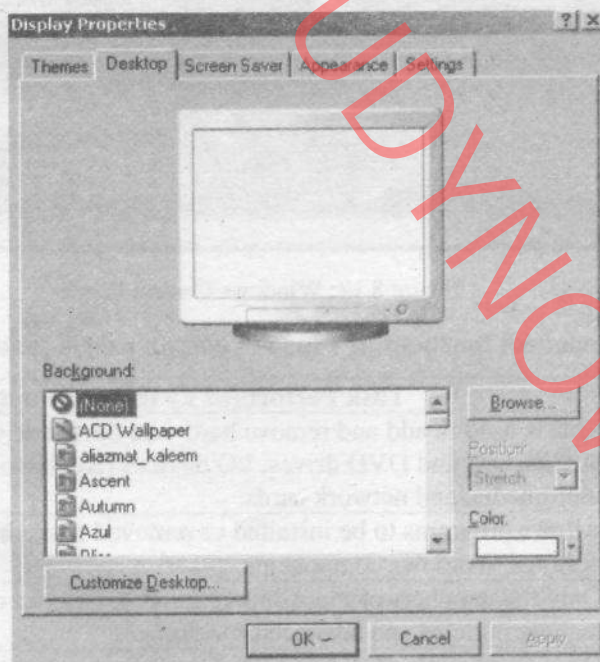 Display Properties
Themes Desktop Screen Saver Appearance Settings
Background:
(None)
ACD Wallpaper
aliazmat_kaleem
Ascent
Autumn
Azul
Browse...
Position:
Stretch
Color:
Customize Desktop...
OK Cancel Apply
UDYNOW